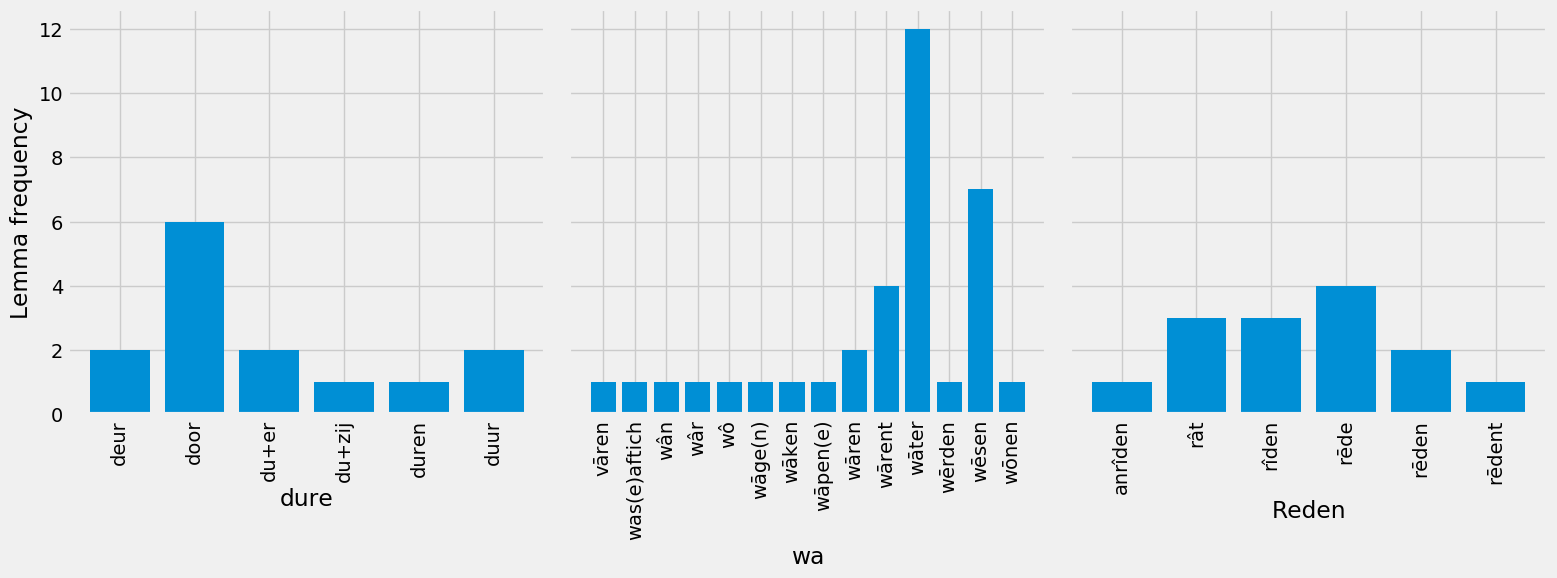 Lemma frequency
12
10
8
6
4
2
0
deur
door
du+er
du+zij
duren
duur
dure
vāren
was(e)aftich
wân
wâr
wô
wāge(n)
wāken
wāpen(e)
wāren
wārent
wāter
wērden
wēsen
wōnen
wa
anrîden
rât
rîden
rēde
rēden
rēdent
Reden